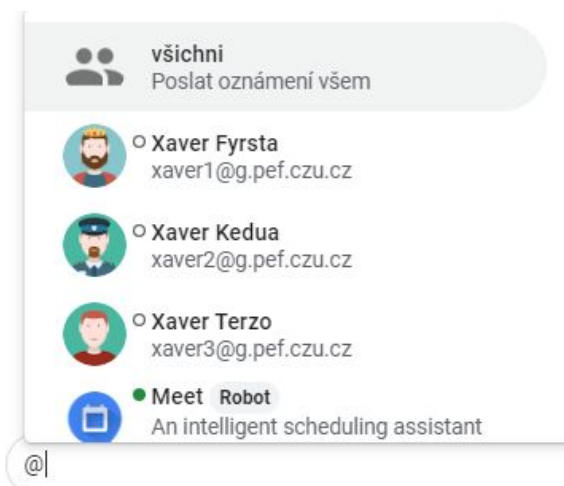 všichni
Poslat oznámení všem
Xaver Fyrsta
xaver1@g.pef.czu.cz
Xaver Kedua
xaver2@g.pef.czu.cz
Xaver Terzo
xaver3@g.pef.czu.cz
Meet Robot
An intelligent scheduling assistant
@